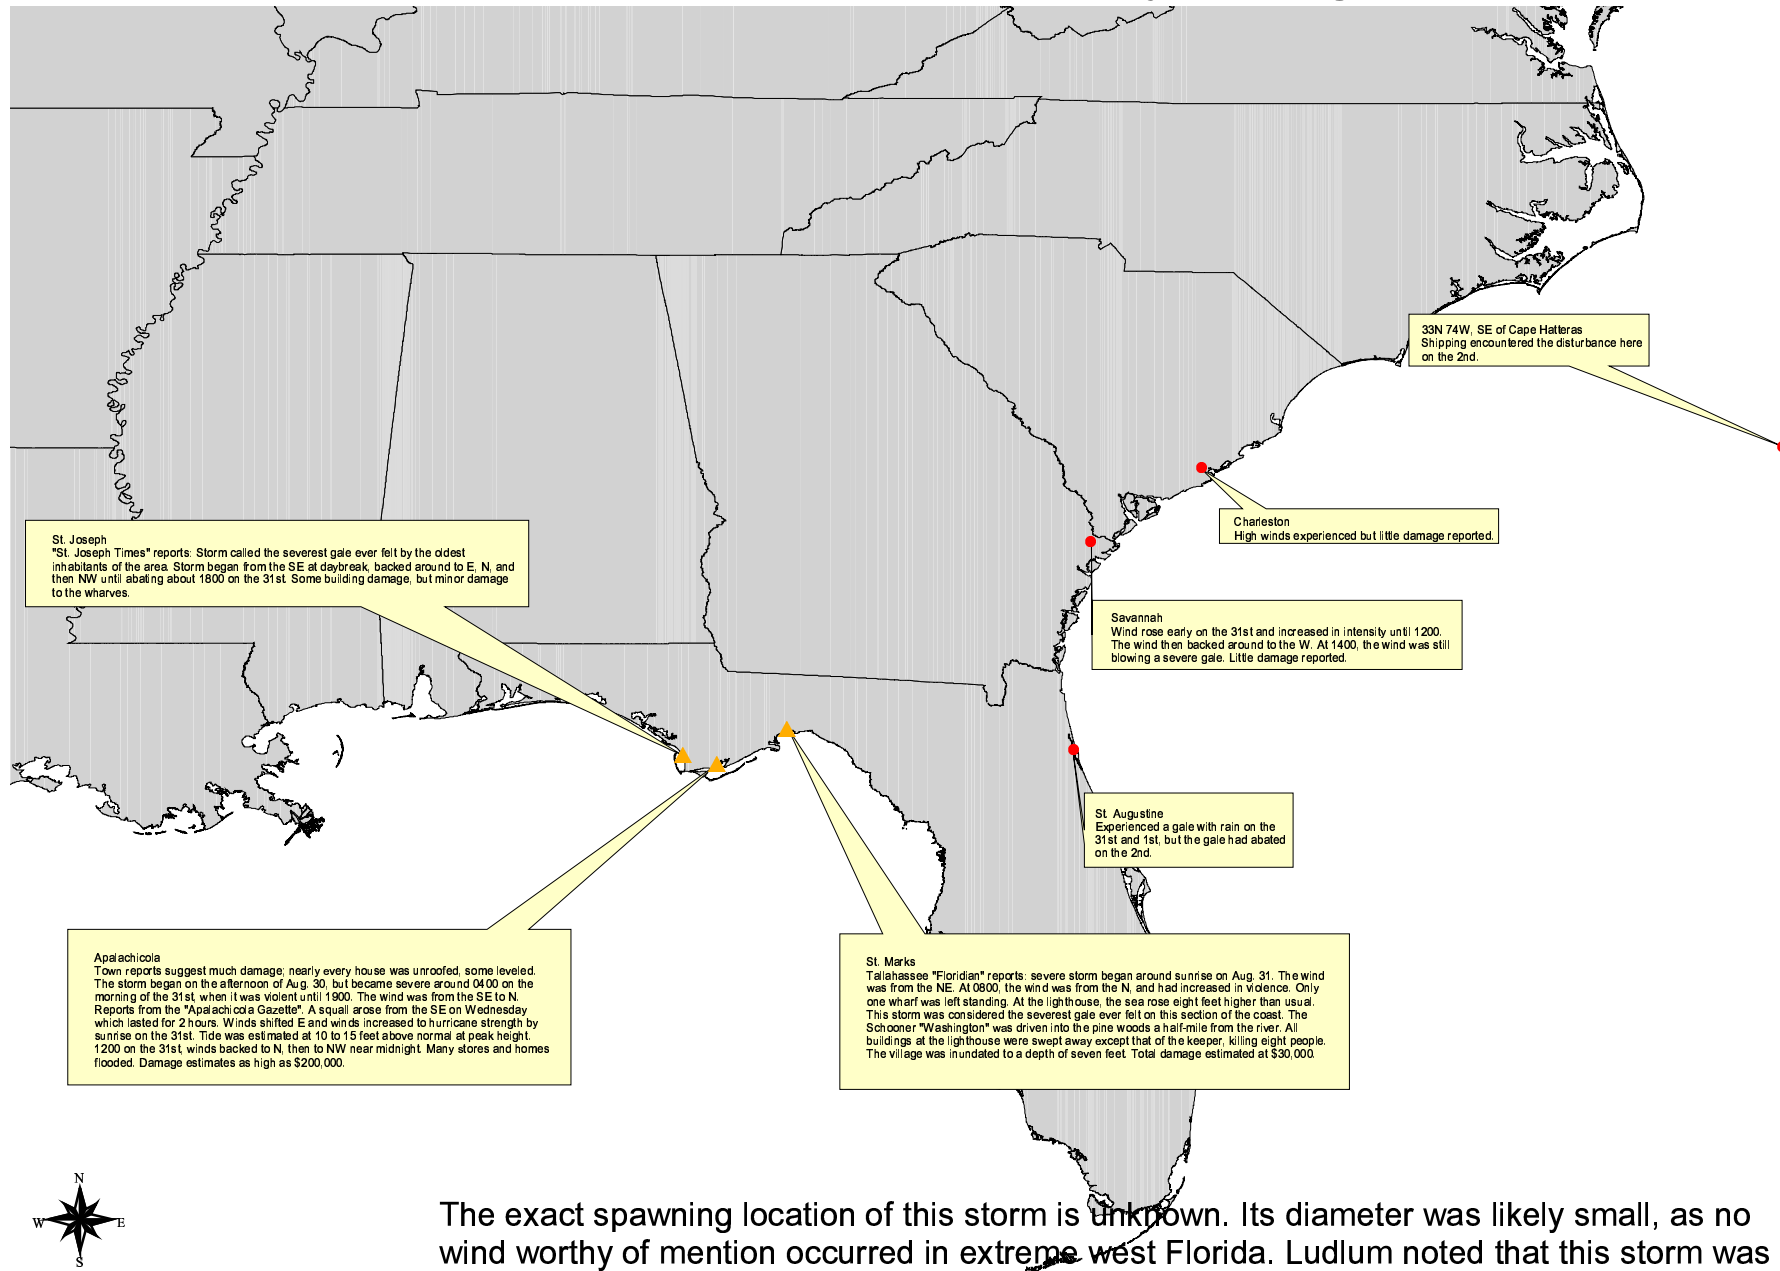 33N 74W, SE of Cape Hatteras
Shipping encountered the disturbance here
on the 2nd.
Charleston
High winds experienced but little damage reported.
St. Joseph
"St. Joseph Times" reports: Storm called the severest gale ever felt by the oldest
inhabitants of the area. Storm began from the SE at daybreak, backed around to E, N, and
then NW until abating about 1800 on the 31st. Some building damage, but minor damage
to the wharves.
Savannah
Wind rose early on the 31st and increased in intensity until 1200.
The wind then backed around to the W. At 1400, the wind was still
blowing a severe gale. Little damage reported.
St. Augustine
Experienced a gale with rain on the
31st and 1st, but the gale had abated
on the 2nd.
Apalachicola
Town reports suggest much damage; nearly every house was unroofed, some leveled.
The storm began on the afternoon of Aug. 30, but became severe around 0400 on the
morning of the 31st, when it was violent until 1900. The wind was from the SE to N.
Reports from the "Apalachicola Gazette". A squall arose from the SE on Wednesday
which lasted for 2 hours. Winds shifted E and winds increased to hurricane strength by
sunrise on the 31st. Tide was estimated at 10 to 15 feet above normal at peak height.
1200 on the 31st, winds backed to N, then to NW near midnight. Many stores and homes
flooded. Damage estimates as high as $200,000.
St. Marks
Tallahassee "Floridian" reports: severe storm began around sunrise on Aug. 31. The wind
was from the NE. At 0800, the wind was from the N, and had increased in violence. Only
one wharf was left standing. At the lighthouse, the sea rose eight feet higher than usual.
This storm was considered the severest gale ever felt on this section of the coast. The
Schooner "Washington" was driven into the pine woods a half-mile from the river. All
buildings at the lighthouse were swept away except that of the keeper, killing eight people.
The village was inundated to a depth of seven feet. Total damage estimated at $30,000.
N
W E
S
The exact spawning location of this storm is unknown. Its diameter was likely small, as no
wind worthy of mention occurred in extreme west Florida. Ludlum noted that this storm was